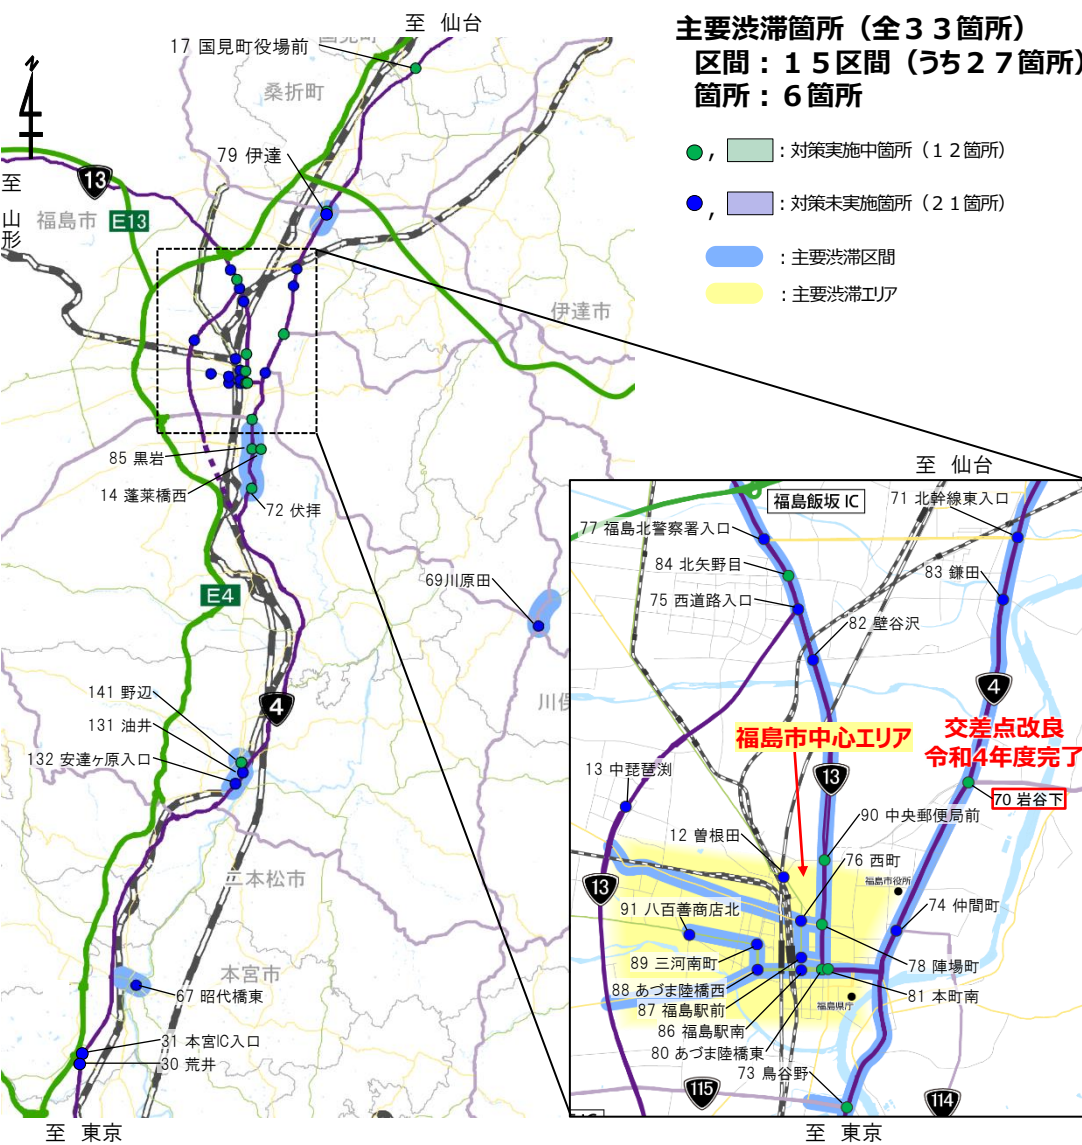 至 仙台
主要渋滞箇所（全３３箇所）
区間：１５区間（うち２７箇所）
箇所：６箇所
: 対策実施中箇所（１２箇所）
: 対策未実施箇所（２１箇所）
: 主要渋滞区間
: 主要渋滞エリア
17 国見町役場前
国見町
桑折町
79 伊達
13
至
山形
福島市
E13
伊達市
85 黒岩
14 蓬莱橋西
72 伏拝
69川原田
E4
141 野辺
131 油井
132 安達ヶ原入口
4
川俣
二本松市
本宮市
67 昭代橋東
31 本宮IC入口
30 荒井
至 東京
至 仙台
福島飯坂 IC
71 北幹線東入口
77 福島北警察署入口
84 北矢野目
83 鎌田
75 西道路入口
82 壁谷沢
4
福島市中心エリア
交差点改良
令和4年度完了
13 中琵琶渕
13
70 岩谷下
90 中央郵便局前
12 曽根田
76 西町
福島市役所
13
91 八百善商店北
74 仲間町
89 三河南町
78 陣場町
88 あづま陸橋西
81 本町南
87 福島駅前
福島県庁
86 福島駅南
80 あづま陸橋東
73 鳥谷野
115
114
至 東京